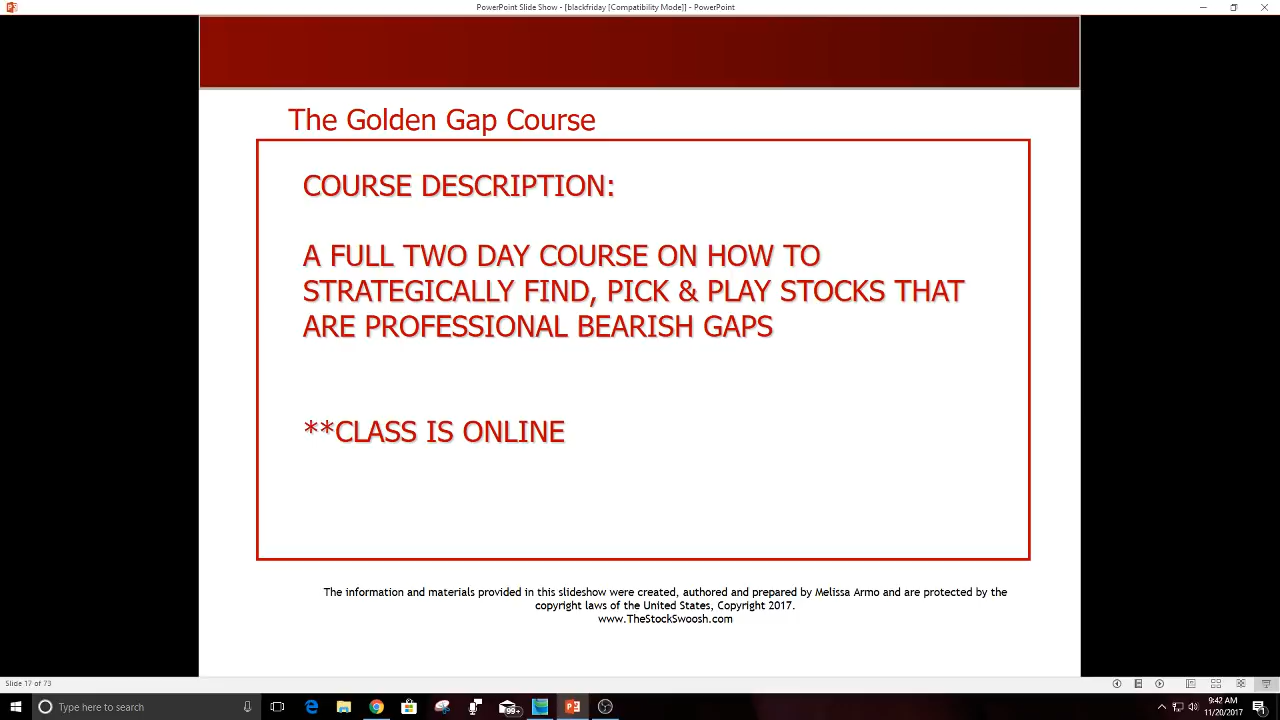 PowerPoint Slide Show - [blackfriday [Compatibility Mode]] - PowerPoint
The Golden Gap Course
COURSE DESCRIPTION:
A FULL TWO DAY COURSE ON HOW TO
STRATEGICALLY FIND, PICK & PLAY STOCKS THAT
ARE PROFESSIONAL BEARISH GAPS
**CLASS IS ONLINE
The information and materials provided in this slideshow were created, authored and prepared by Melissa Armo and are protected by the
copyright laws of the United States, Copyright 2017.
www.TheStockSwoosh.com
Slide 17 of 73
Type here to search
99+
9:42 AM
11/20/2017
1